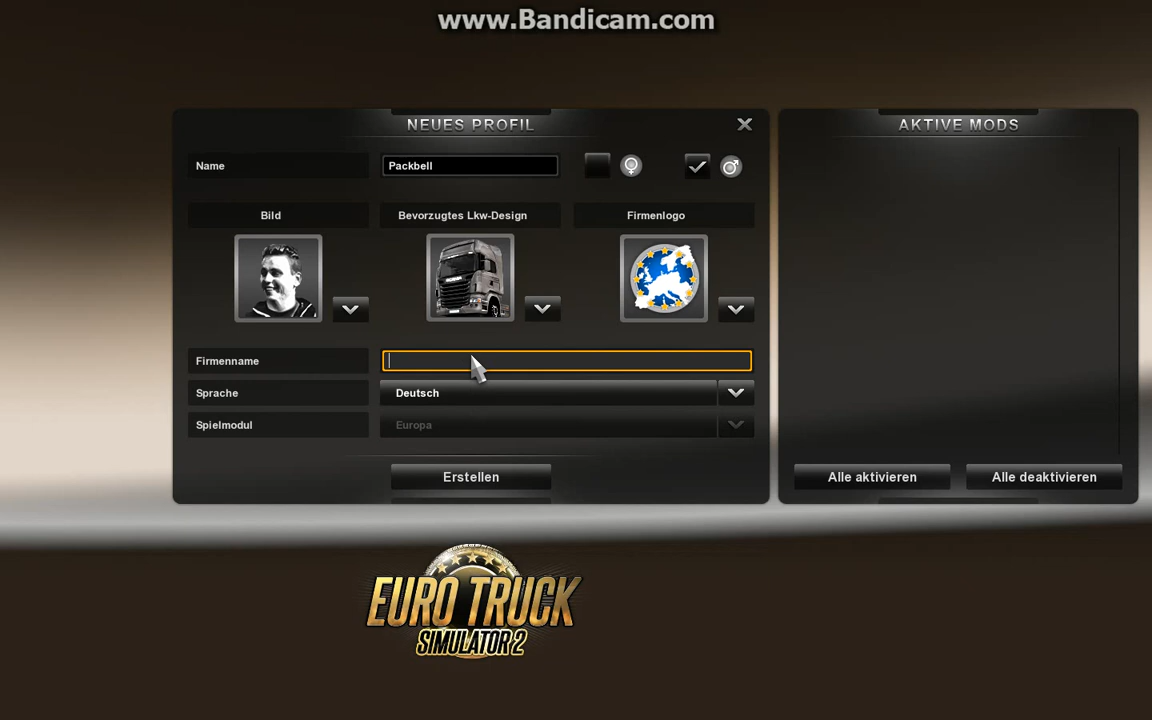 www.Bandicam.com
NEUES PROFIL
Name
Packbell
Bild
Bevorzugtes Lkw-Design
Firmenlogo
Firmenname
Sprache
Deutsch
Spielmodul
Europa
Erstellen
AKTIVE MODS
Alle aktivieren
Alle deaktivieren
EURO TRUCK
SIMULATOR 2